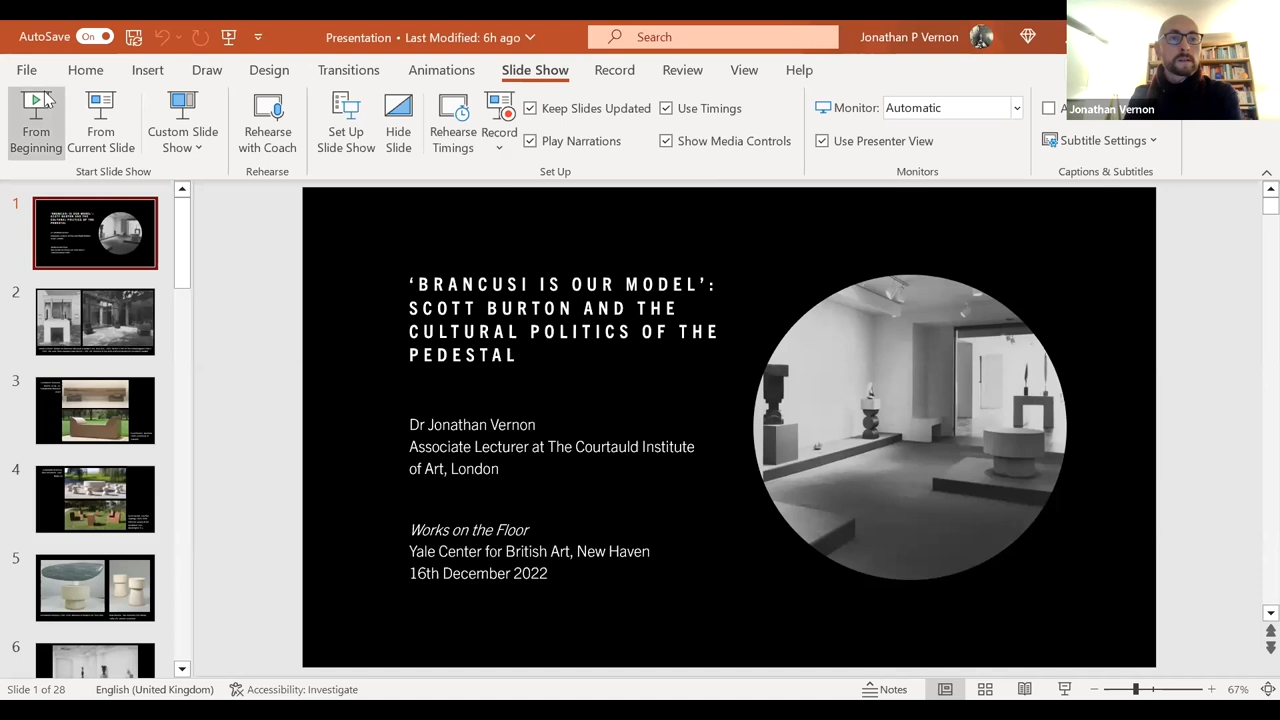 AutoSave On
Presentation • Last Modified: 6h ago
Search
Jonathan P Vernon
File Home Insert Draw Design Transitions Animations Slide Show Record Review View Help
From Beginning
From Current Slide
Custom Slide Show
Start Slide Show
Rehearse with Coach
Rehearse
Set Up Slide Show
Hide Slide
Rehearse Timings
Record
Keep Slides Updated
Use Timings
Play Narrations
Show Media Controls
Set Up
Monitor: Automatic
Use Presenter View
Monitors
Subtitle Settings
Captions & Subtitles
Jonathan Vernon
1
2
3
4
5
6
‘BRANCUSI IS OUR MODEL’:
SCOTT BURTON AND THE
CULTURAL POLITICS OF THE
PEDESTAL
Dr Jonathan Vernon
Associate Lecturer at The Courtauld Institute
of Art, London
Works on the Floor
Yale Center for British Art, New Haven
16th December 2022
Slide 1 of 28 English (United Kingdom) Accessibility: Investigate Notes 67%